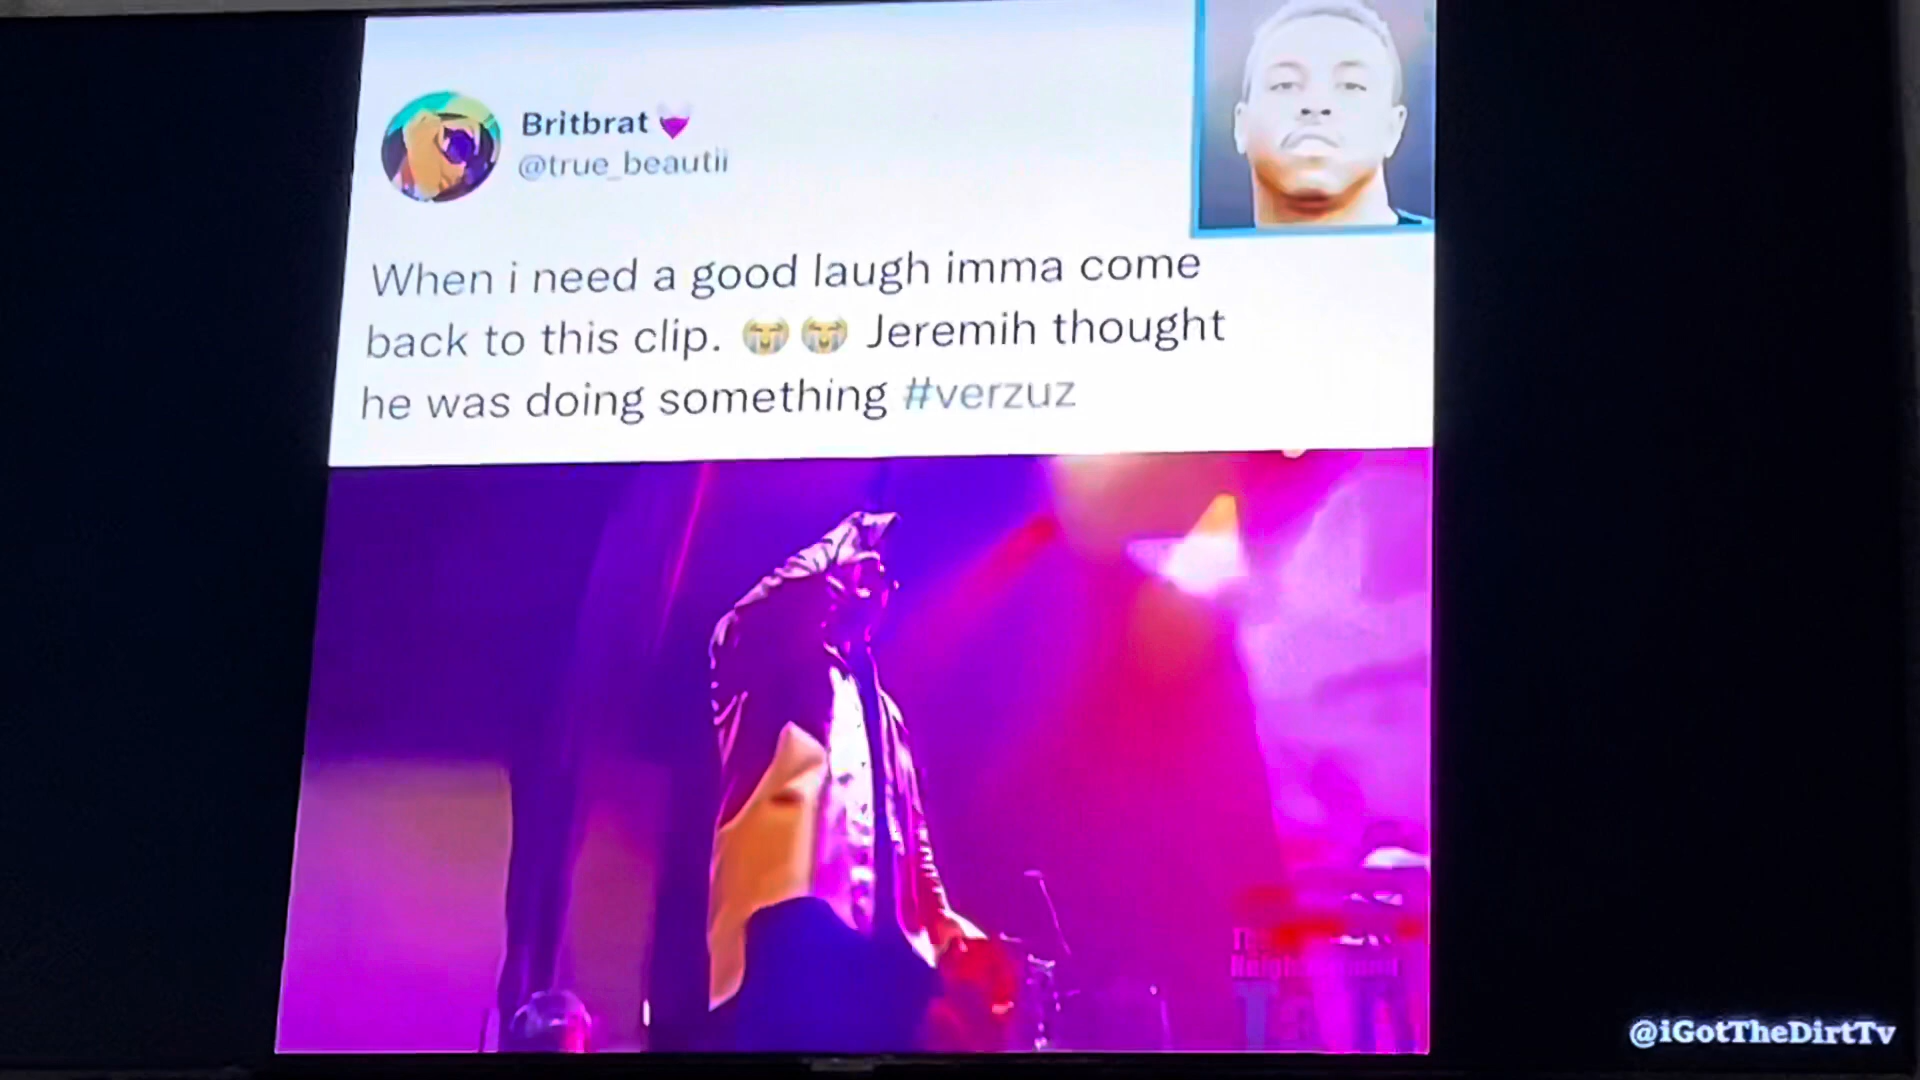 Britbrat
@true_beautii
When i need a good laugh imma come
back to this clip. 😭 😭 Jeremih thought
he was doing something #verzuz
@iGotTheDirtTv